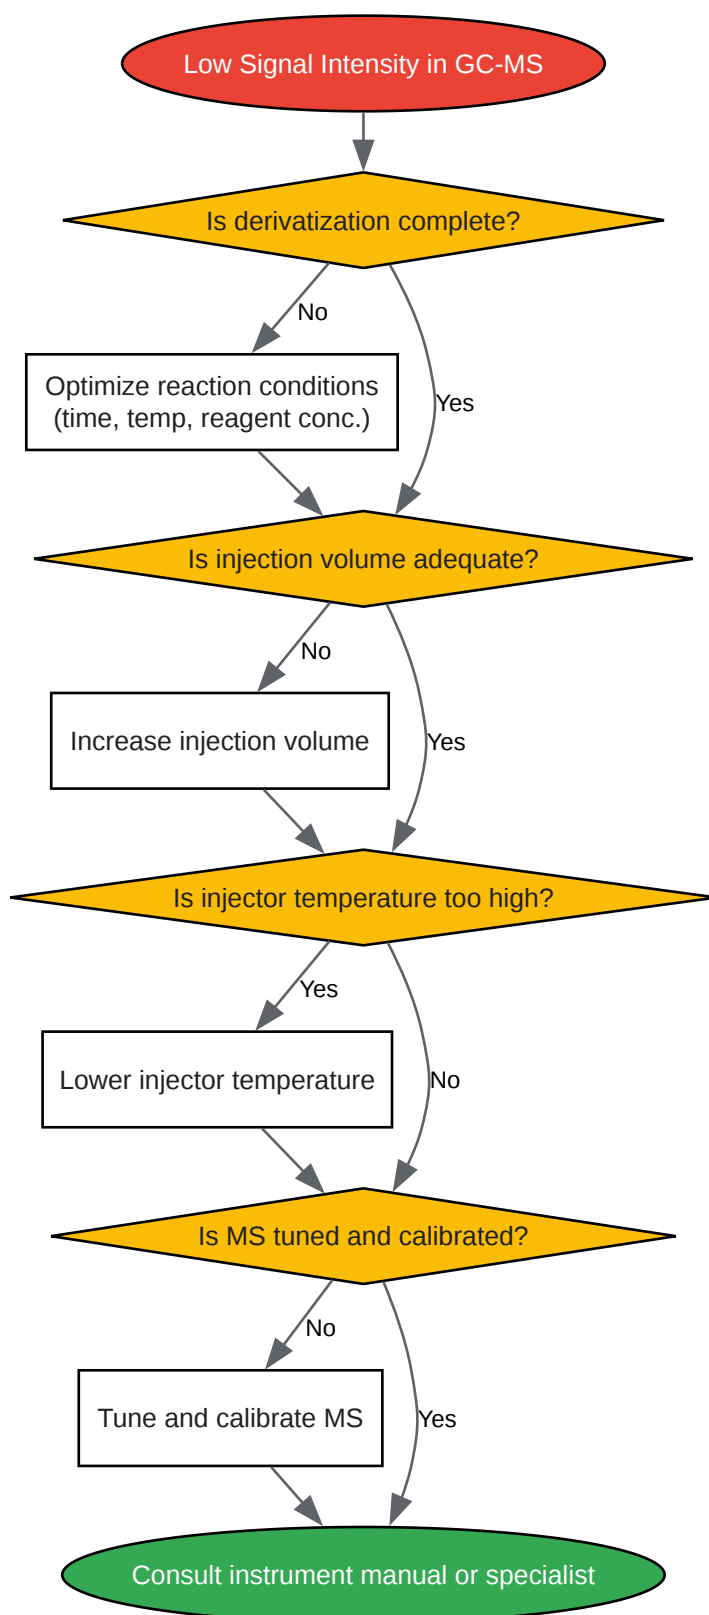 Low Signal Intensity in GC-MS
Is derivatization complete?
No
Optimize reaction conditions
(time, temp, reagent conc.)
Yes
Is injection volume adequate?
No
Increase injection volume
Yes
Is injector temperature too high?
Yes
Lower injector temperature
No
Is MS tuned and calibrated?
No
Tune and calibrate MS
Yes
Consult instrument manual or specialist